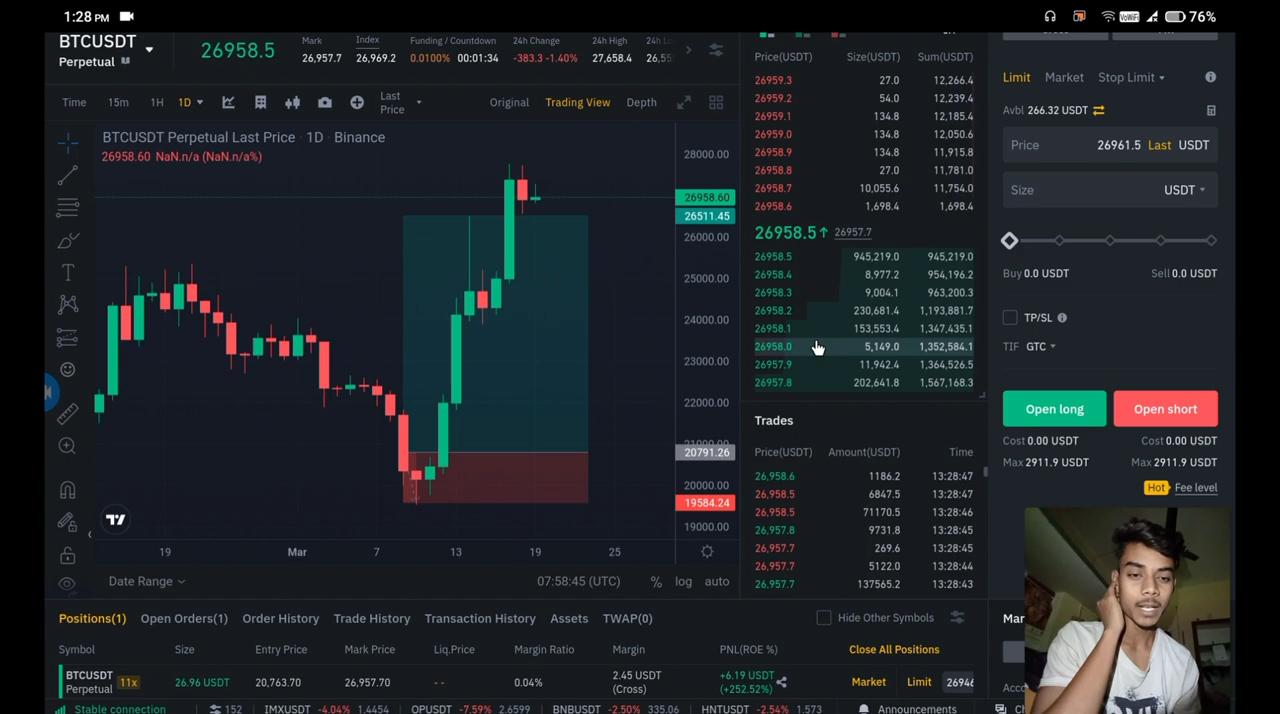 1:28 PM
VoWiFi
76%
BTCUSDT
Perpetual
26958.5
Mark
26,957.7
Index
26,969.2
Funding / Countdown
0.0100% 00:01:34
24h Change
-383.3 -1.40%
24h High
27,658.4
24h Lo
26,55
Time 15m 1H 1D
Last Price
Original Trading View Depth
BTCUSDT Perpetual Last Price · 1D · Binance
26958.60 NaN.n/a (NaN.n/a%)
28000.00
26958.60
26511.45
26000.00
25000.00
24000.00
23000.00
22000.00
21000.00
20791.26
20000.00
19584.24
19000.00
19 Mar 7 13 19 25
Date Range
07:58:45 (UTC) % log auto
Price(USDT) Size(USDT) Sum(USDT)
26959.3 27.0 12,266.4
26959.2 54.0 12,239.4
26959.1 134.8 12,185.4
26959.0 134.8 12,050.6
26958.9 134.8 11,915.8
26958.8 27.0 11,781.0
26958.7 10,055.6 11,754.0
26958.6 1,698.4 1,698.4
26958.5↑ 26957.7
26958.5 945,219.0 945,219.0
26958.4 8,977.2 954,196.2
26958.3 9,004.1 963,200.3
26958.2 230,681.4 1,193,881.7
26958.1 153,553.4 1,347,435.1
26958.0 5,149.0 1,352,584.1
26957.9 11,942.4 1,364,526.5
26957.8 202,641.8 1,567,168.3
Trades
Price(USDT) Amount(USDT) Time
26,958.6 1186.2 13:28:47
26,958.5 6847.5 13:28:47
26,958.5 71170.5 13:28:46
26,957.8 9731.8 13:28:45
26,957.7 269.6 13:28:45
26,957.7 5122.0 13:28:44
26,957.7 137565.2 13:28:43
Limit Market Stop Limit
Avbl 266.32 USDT
Price 26961.5 Last USDT
Size USDT
Buy 0.0 USDT Sell 0.0 USDT
TP/SL
TIF GTC
Open long Open short
Cost 0.00 USDT Cost 0.00 USDT
Max 2911.9 USDT Max 2911.9 USDT
Hot Fee level
Positions(1) Open Orders(1) Order History Trade History Transaction History Assets TWAP(0)
Hide Other Symbols
Symbol Size Entry Price Mark Price Liq.Price Margin Ratio Margin PNL(ROE %) Close All Positions
BTCUSDT
Perpetual 11x
26.96 USDT 20,763.70 26,957.70 -- 0.04%
2.45 USDT
(Cross)
+6.19 USDT
(+252.52%)
Market Limit 26946
Stable connection 152 IMXUSDT -4.04% 1.4454 OPUSDT -7.59% 2.6599 BNBUSDT -2.50% 335.06 HNTUSDT -2.54% 1.573 Announcements
Mar
Acc
Ch